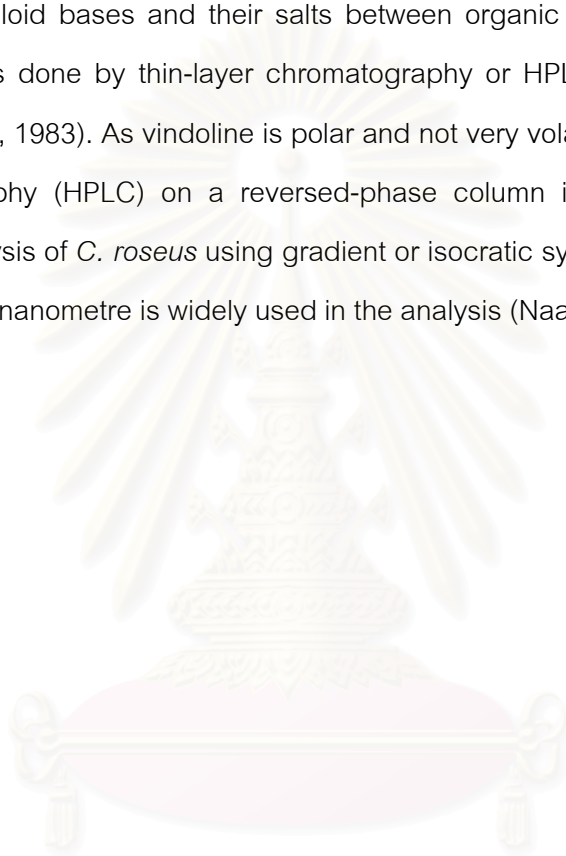 loid bases and their salts between organic
s done by thin-layer chromatography or HPL
, 1983). As vindoline is polar and not very vola
phy (HPLC) on a reversed-phase column i
sis of C. roseus using gradient or isocratic sy
nanometre is widely used in the analysis (Naa